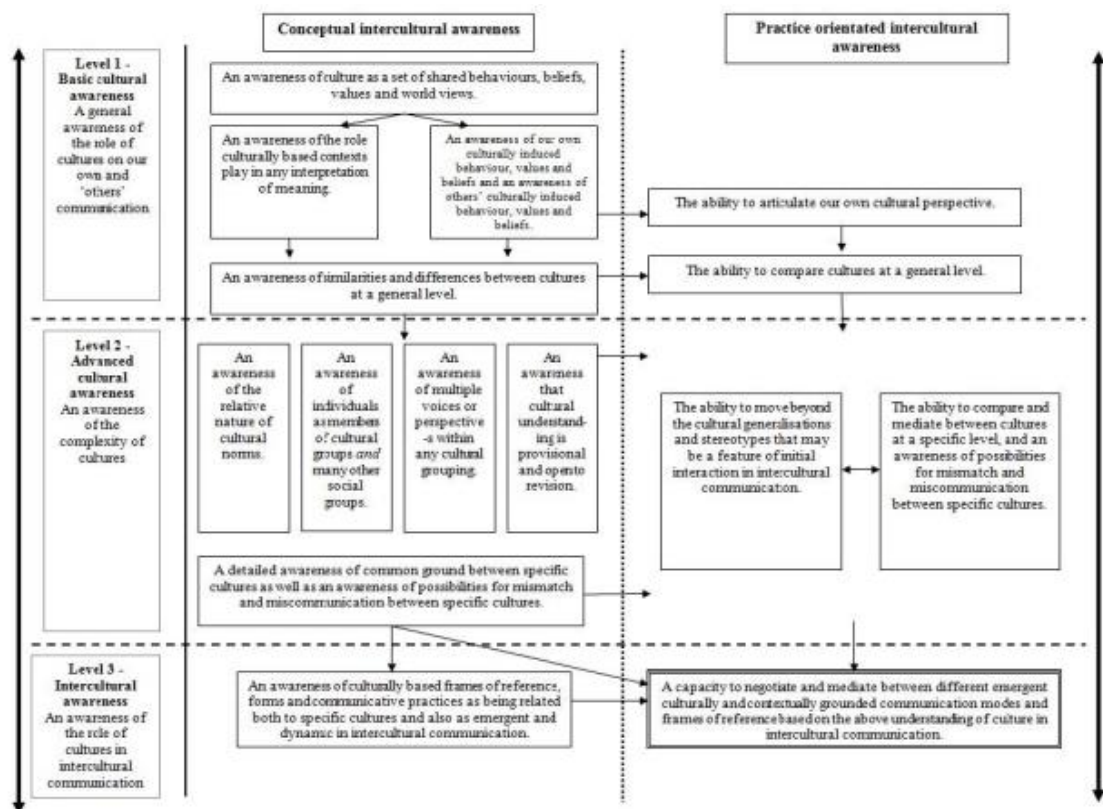 Conceptual intercultural awareness
Practice orientated intercultural
awareness
Level 1 -
Basic cultural
awareness
A general
awareness of
the role of
cultures on our
own and
'others'
communication
An awareness of culture as a set of shared behaviours, beliefs,
values and world views.
An awareness of the role
culturally based contexts
play in any interpretation
of meaning.
An awareness of our own
culturally induced
behaviour, values and
beliefs and an awareness of
others' culturally induced
behaviour, values and
beliefs.
The ability to articulate our own cultural perspective.
An awareness of similarities and differences between cultures
at a general level.
The ability to compare cultures at a general level.
Level 2 -
Advanced
cultural
awareness
An awareness
of the
complexity of
cultures
An
awareness
of the
relative
nature of
cultural
norms.
An
awareness
of
individuals
as members
of cultural
groups and
many other
social
groups.
An
awareness
of multiple
voices or
perspective
-s within
any cultural
grouping.
An
awareness
that
cultural
understand-
ing is
provisional
and open to
revision.
The ability to move beyond
the cultural generalisations
and stereotypes that may
be a feature of initial
interaction in intercultural
communication.
The ability to compare and
mediate between cultures
at a specific level, and an
awareness of possibilities
for mismatch and
miscommunication
between specific cultures.
A detailed awareness of common ground between specific
cultures as well as an awareness of possibilities for mismatch
and miscommunication between specific cultures.
Level 3 -
Intercultural
awareness
An awareness of
the role of
cultures in
intercultural
communication
An awareness of culturally based frames of reference,
forms and communicative practices as being related
both to specific cultures and also as emergent and
dynamic in intercultural communication.
A capacity to negotiate and mediate between different emergent
culturally and contextually grounded communication modes and
frames of reference based on the above understanding of culture in
intercultural communication.